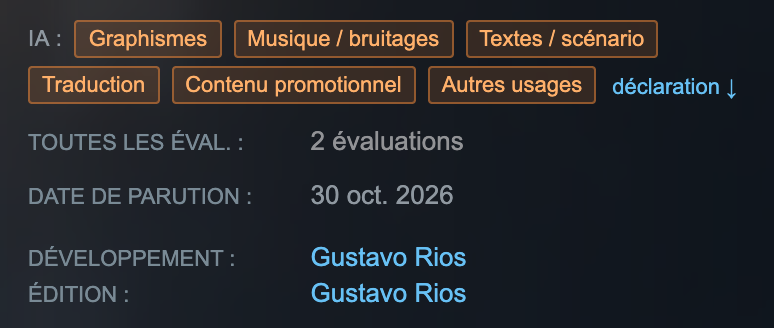 IA : Graphismes Musique / bruitages Textes / scénario
Traduction Contenu promotionnel Autres usages déclaration ↓
TOUTES LES ÉVAL. : 2 évaluations
DATE DE PARUTION : 30 oct. 2026
DÉVELOPPEMENT : Gustavo Rios
ÉDITION : Gustavo Rios